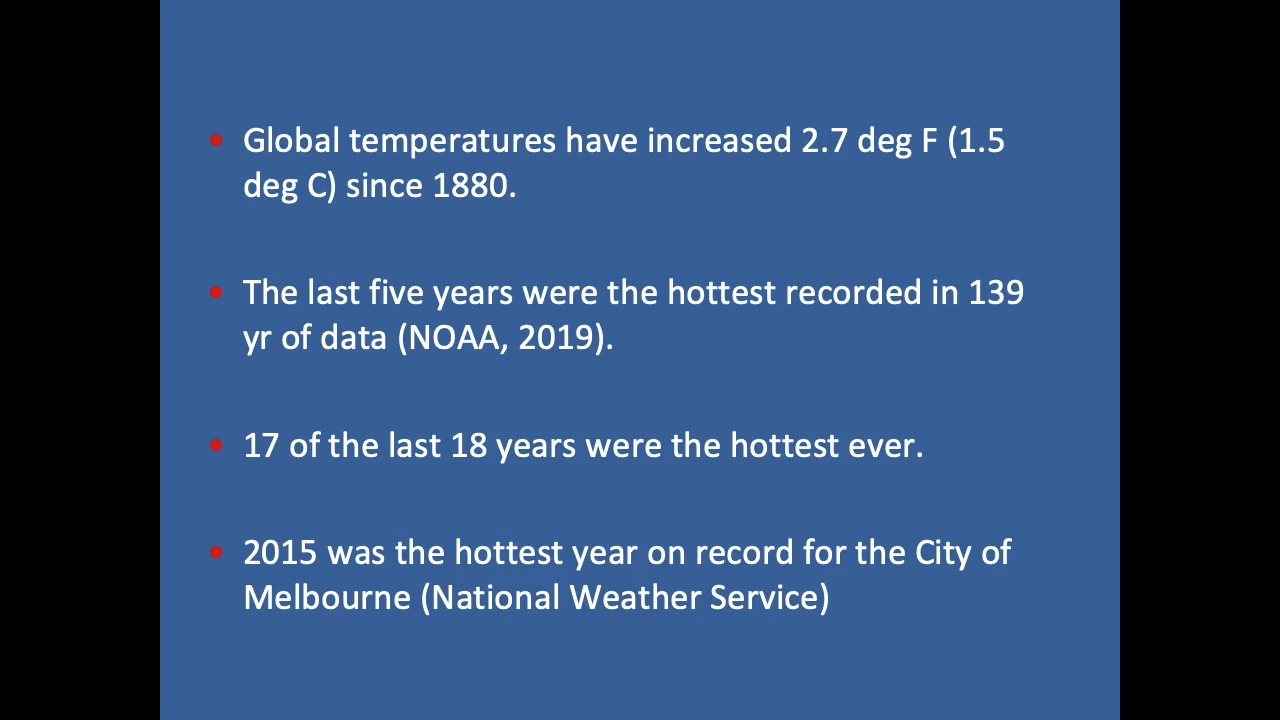 • Global temperatures have increased 2.7 deg F (1.5
deg C) since 1880.
• The last five years were the hottest recorded in 139
yr of data (NOAA, 2019).
• 17 of the last 18 years were the hottest ever.
• 2015 was the hottest year on record for the City of
Melbourne (National Weather Service)